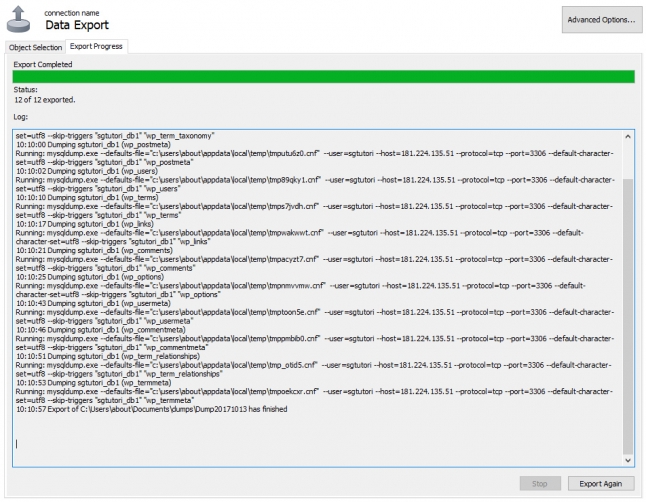 connection name
Data Export
Advanced Options...
Object Selection
Export Progress
Export Completed
Status:
12 of 12 exported.
Log:
set=utf8 --skip-triggers "sgtutori_db1" "wp_term_taxonomy"
10:10:00 Dumping sgtutori_db1 (wp_postmeta)
Running: mysqldump.exe --defaults-file="c:\users\about\appdata\local\temp\tmputu6z0.cnf"  --user=sgtutori --host=181.224.135.51 --protocol=tcp --port=3306 --default-character-
set=utf8 --skip-triggers "sgtutori_db1" "wp_postmeta"
10:10:02 Dumping sgtutori_db1 (wp_users)
Running: mysqldump.exe --defaults-file="c:\users\about\appdata\local\temp\tmp89qky1.cnf"  --user=sgtutori --host=181.224.135.51 --protocol=tcp --port=3306 --default-character-
set=utf8 --skip-triggers "sgtutori_db1" "wp_users"
10:10:10 Dumping sgtutori_db1 (wp_terms)
Running: mysqldump.exe --defaults-file="c:\users\about\appdata\local\temp\tmps7jvdh.cnf"  --user=sgtutori --host=181.224.135.51 --protocol=tcp --port=3306 --default-character-
set=utf8 --skip-triggers "sgtutori_db1" "wp_terms"
10:10:17 Dumping sgtutori_db1 (wp_links)
Running: mysqldump.exe --defaults-file="c:\users\about\appdata\local\temp\tmpwakwwt.cnf"  --user=sgtutori --host=181.224.135.51 --protocol=tcp --port=3306 --default-
character-set=utf8 --skip-triggers "sgtutori_db1" "wp_links"
10:10:21 Dumping sgtutori_db1 (wp_comments)
Running: mysqldump.exe --defaults-file="c:\users\about\appdata\local\temp\tmpacyzt7.cnf"  --user=sgtutori --host=181.224.135.51 --protocol=tcp --port=3306 --default-character-
set=utf8 --skip-triggers "sgtutori_db1" "wp_comments"
10:10:25 Dumping sgtutori_db1 (wp_options)
Running: mysqldump.exe --defaults-file="c:\users\about\appdata\local\temp\tmpnmvvmw.cnf"  --user=sgtutori --host=181.224.135.51 --protocol=tcp --port=3306 --default-
character-set=utf8 --skip-triggers "sgtutori_db1" "wp_options"
10:10:43 Dumping sgtutori_db1 (wp_usermeta)
Running: mysqldump.exe --defaults-file="c:\users\about\appdata\local\temp\tmptoon5e.cnf"  --user=sgtutori --host=181.224.135.51 --protocol=tcp --port=3306 --default-character-
set=utf8 --skip-triggers "sgtutori_db1" "wp_usermeta"
10:10:46 Dumping sgtutori_db1 (wp_commentmeta)
Running: mysqldump.exe --defaults-file="c:\users\about\appdata\local\temp\tmppmbib0.cnf"  --user=sgtutori --host=181.224.135.51 --protocol=tcp --port=3306 --default-character-
set=utf8 --skip-triggers "sgtutori_db1" "wp_commentmeta"
10:10:51 Dumping sgtutori_db1 (wp_term_relationships)
Running: mysqldump.exe --defaults-file="c:\users\about\appdata\local\temp\tmp_otid5.cnf"  --user=sgtutori --host=181.224.135.51 --protocol=tcp --port=3306 --default-character-
set=utf8 --skip-triggers "sgtutori_db1" "wp_term_relationships"
10:10:53 Dumping sgtutori_db1 (wp_termmeta)
Running: mysqldump.exe --defaults-file="c:\users\about\appdata\local\temp\tmpoekcxr.cnf"  --user=sgtutori --host=181.224.135.51 --protocol=tcp --port=3306 --default-character-
set=utf8 --skip-triggers "sgtutori_db1" "wp_termmeta"
10:10:57 Export of C:\Users\about\Documents\dumps\Dump20171013 has finished
Stop
Export Again